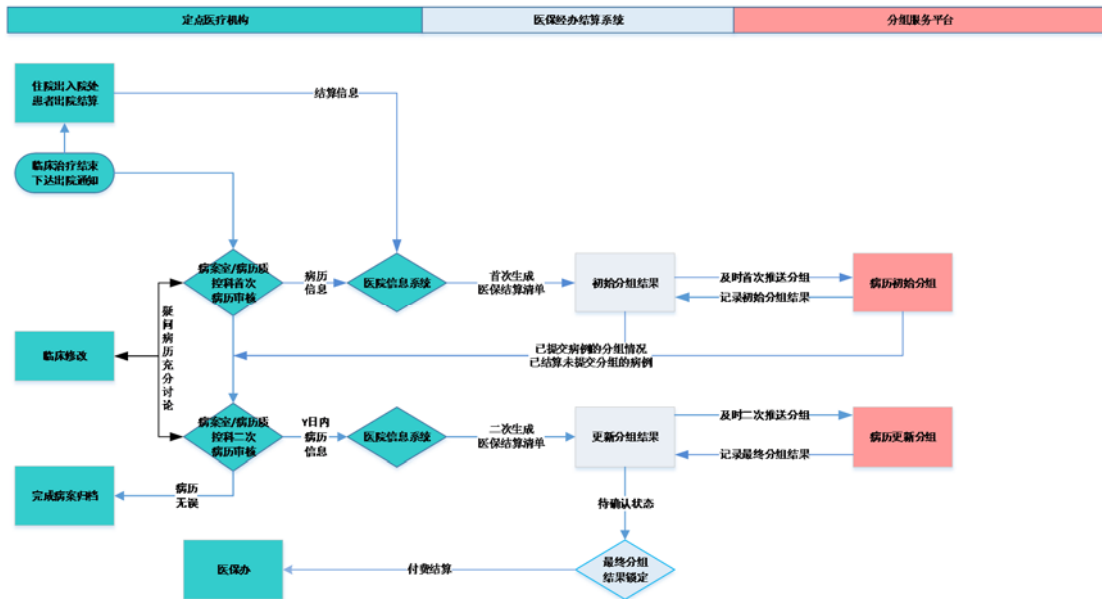 定点医疗机构
医保经办结算系统
分组服务平台
住院出入院处
患者出院结算
结算信息
临床治疗结束
下达出院通知
病案室/病历质
控科首次
病历审核
病历
信息
医院信息系统
首次生成
医保结算清单
初始分组结果
及时首次推送分组
记录初始分组结果
病历初始分组
疑问病历充分讨论
临床修改
已提交病例的分组情况
已结算未提交分组的病例
病案室/病历质
控科二次
病历审核
Y日内
病历
信息
医院信息系统
二次生成
医保结算清单
更新分组结果
及时二次推送分组
记录最终分组结果
病历更新分组
完成病案归档
病历
无误
待确认状态
医保办
付费结算
最终分组
结果锁定